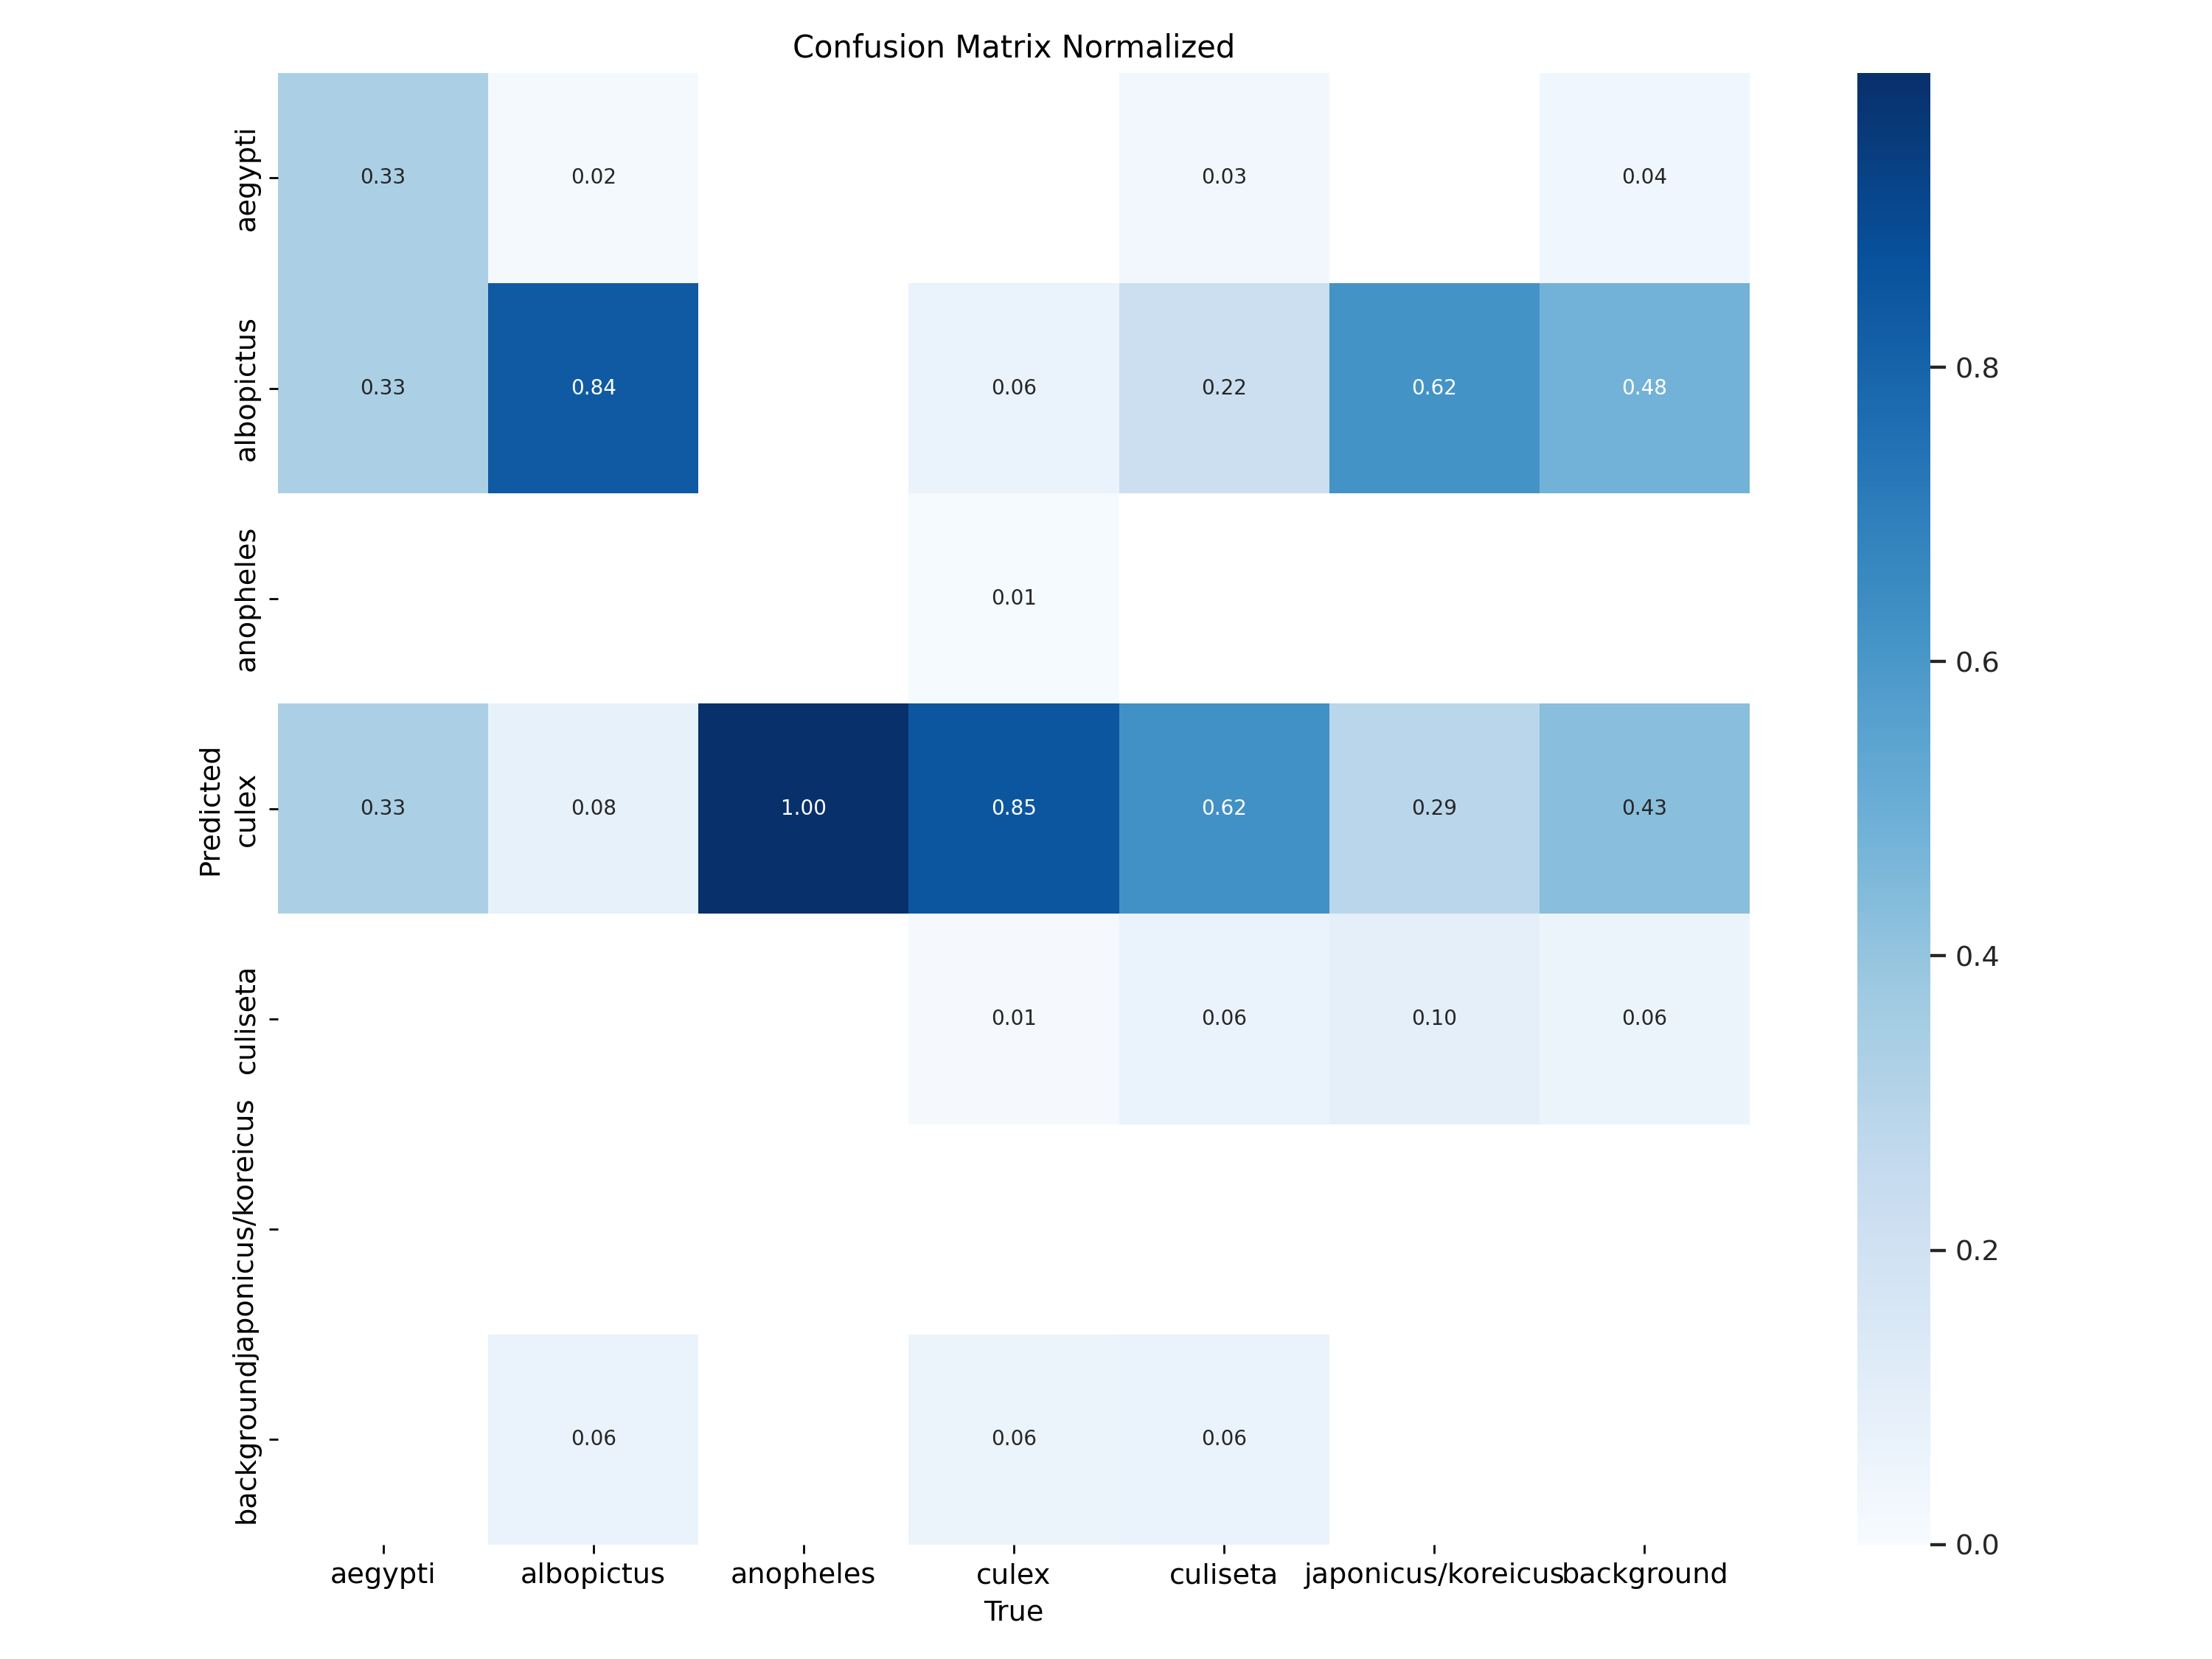 Confusion Matrix Normalized
aegypti
0.33
0.02
0.03
0.04
albopictus
0.33
0.84
0.06
0.22
0.62
0.48
anopheles
0.01
Predicted
culex
0.33
0.08
1.00
0.85
0.62
0.29
0.43
culiseta
0.01
0.06
0.10
0.06
japonicus/koreicus
background
0.06
0.06
0.06
aegypti
albopictus
anopheles
culex
culiseta
japonicus/koreicus
background
True
0.8
0.6
0.4
0.2
0.0